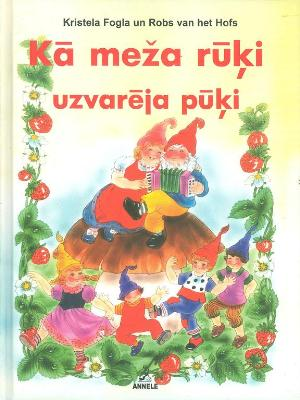 Kristela Fogla un Robs van het Hofs
Kā meža rūķi
uzvarēja pūķi
ANNELE